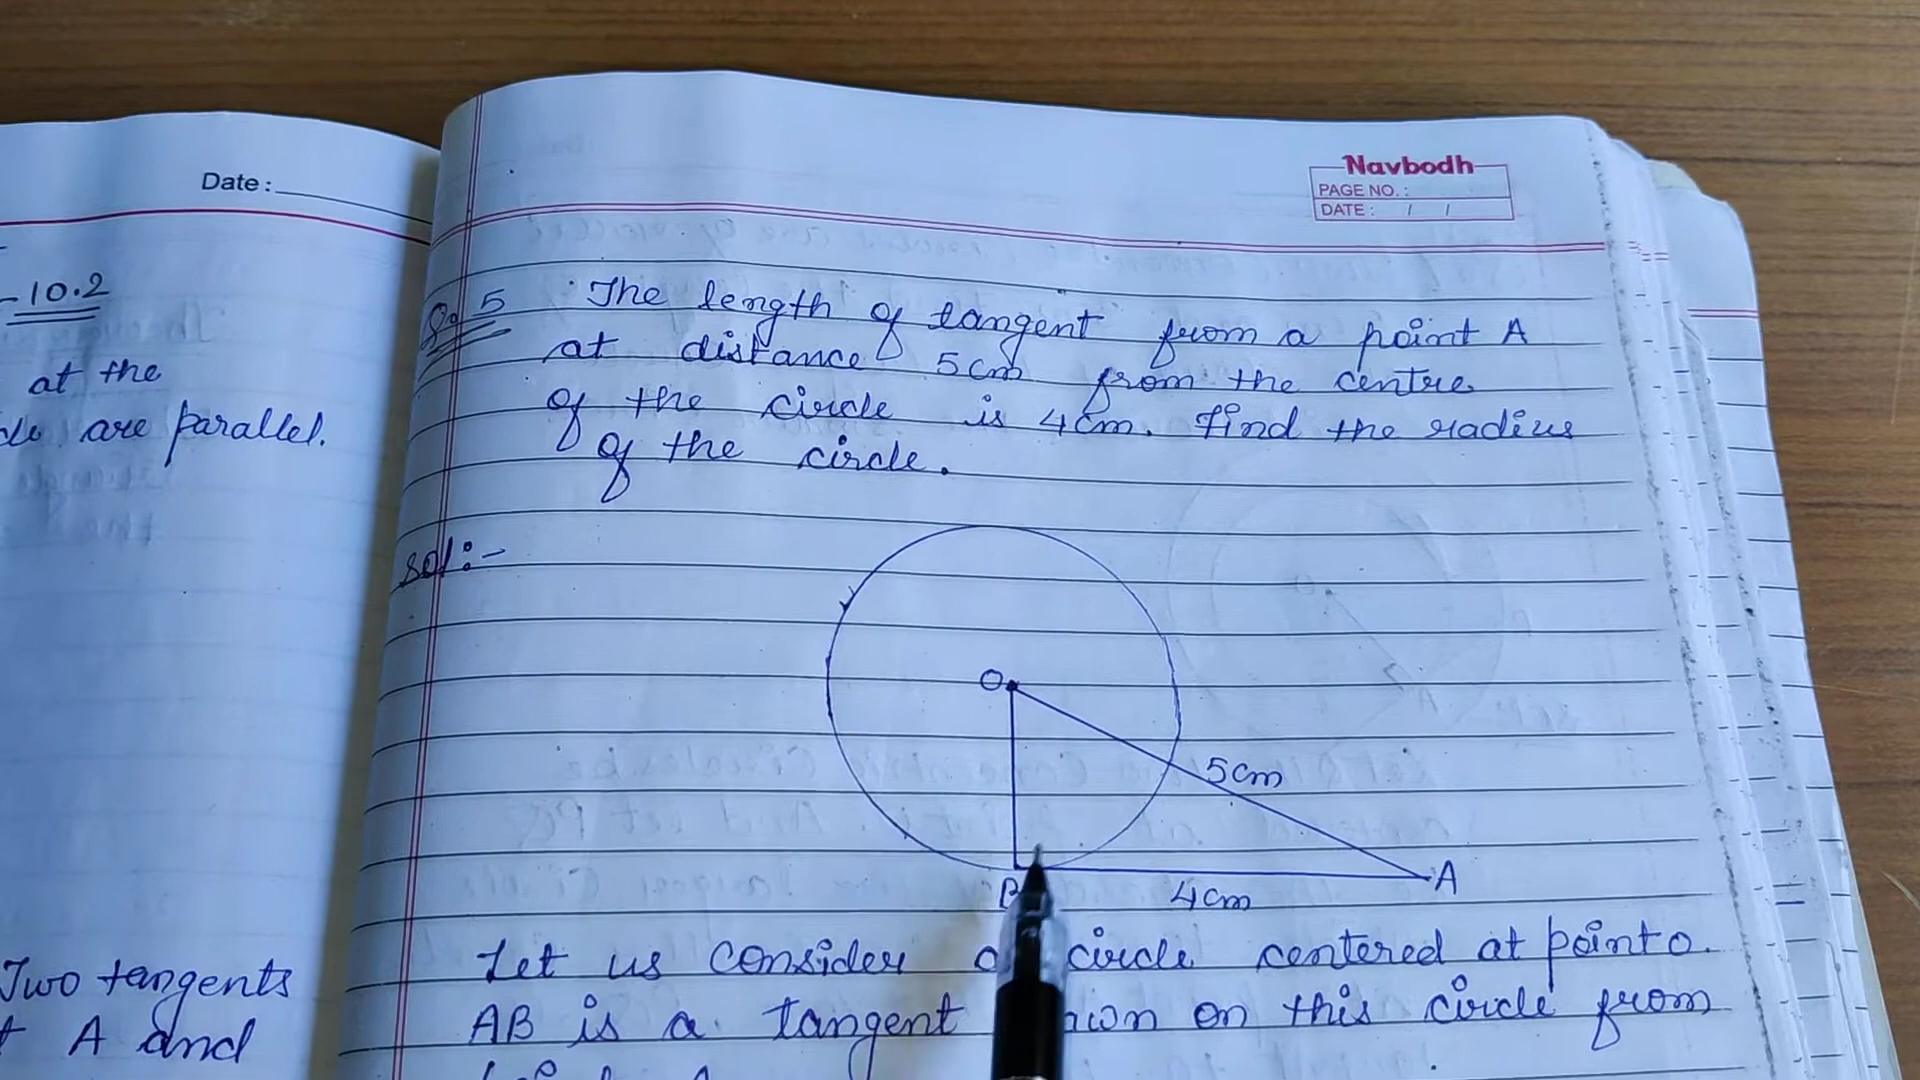 Date:
-10.2
at the
are parallel.
Two tangents
A and
Navbodh
PAGE NO. :
DATE : / /
Q. 5 The length of tangent from a point A
at distance 5cm from the centre
of the circle is 4cm. Find the radius
of the circle.
sol:-
O
5cm
B
4cm
A
Let us consider a circle centered at point O.
AB is a tangent on this circle from